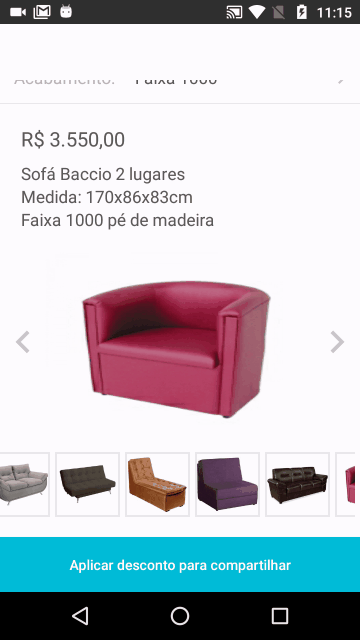 11:15
Acabamento: Faixa 1000
R$ 3.550,00
Sofá Baccio 2 lugares
Medida: 170x86x83cm
Faixa 1000 pé de madeira
Aplicar desconto para compartilhar